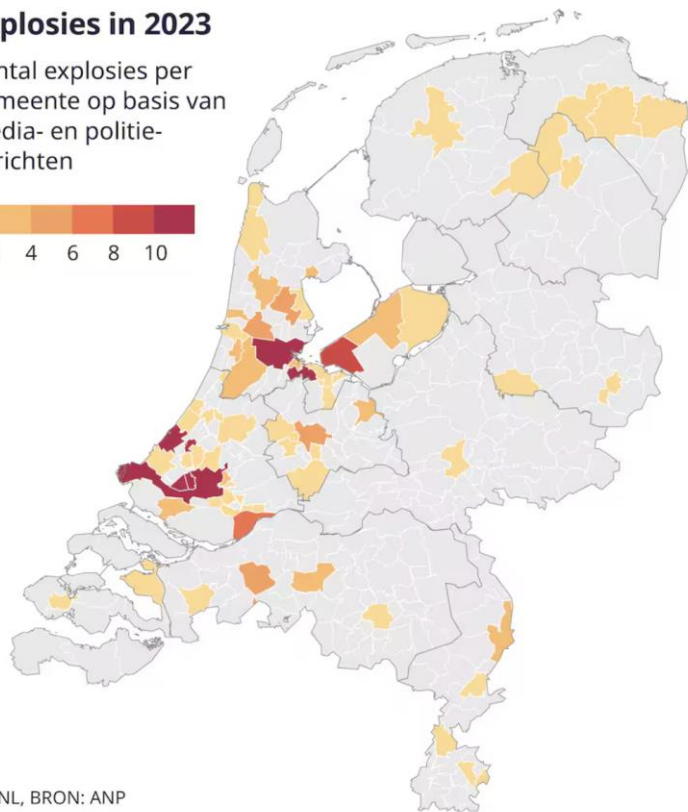 plosies in 2023
ntal explosies per
meente op basis van
edia- en politie-
richten
4 6 8 10
NL, BRON: ANP